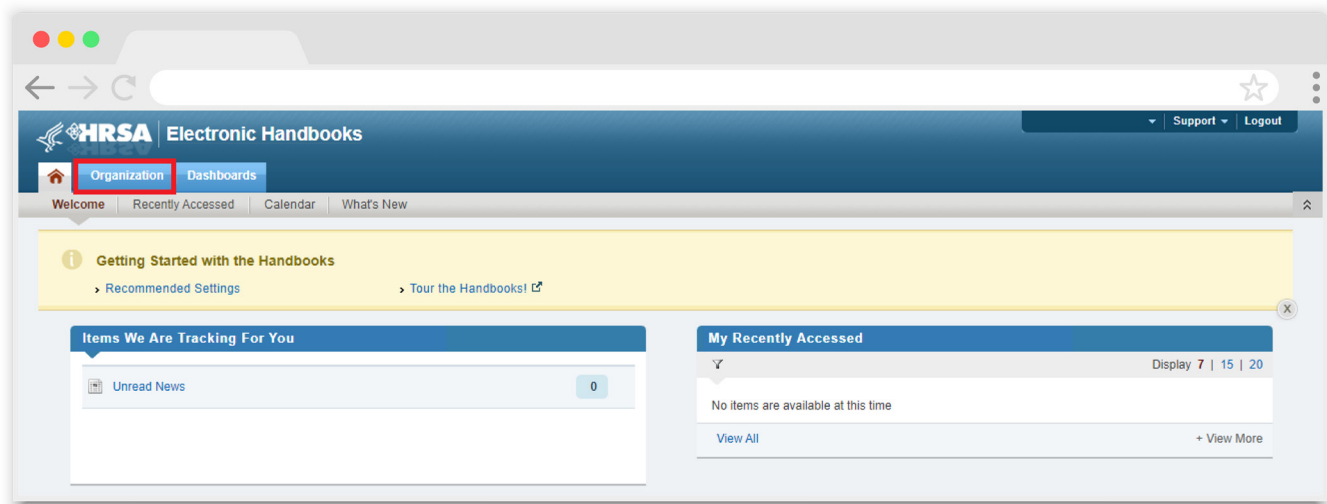 HRSA Electronic Handbooks
Support Logout
Organization Dashboards
Welcome Recently Accessed Calendar What's New
Getting Started with the Handbooks
Recommended Settings Tour the Handbooks!
Items We Are Tracking For You
Unread News 0
My Recently Accessed
Display 7 | 15 | 20
No items are available at this time
View All + View More